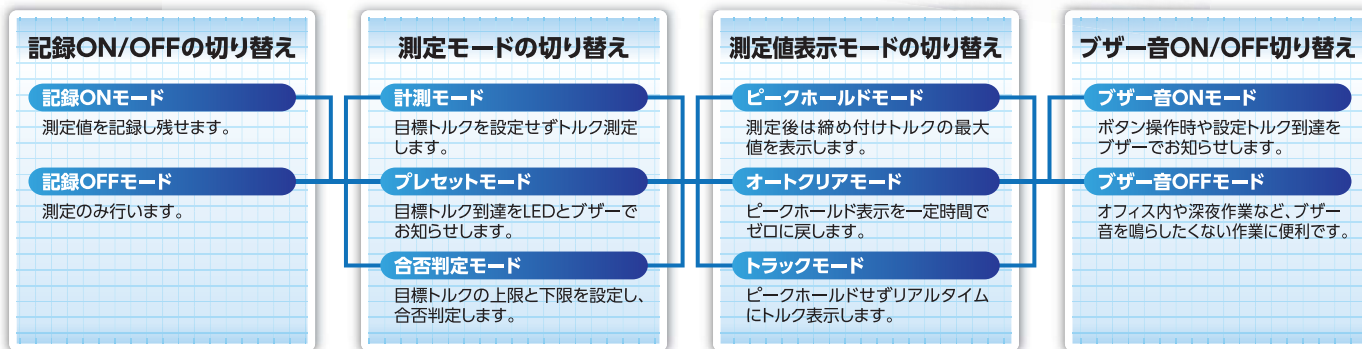 記録ON/OFFの切り替え
記録ONモード
測定値を記録し残せます。
記録OFFモード
測定のみ行います。
測定モードの切り替え
計測モード
目標トルクを設定せずトルク測定
します。
プレセットモード
目標トルク到達をLEDとブザーで
お知らせします。
合否判定モード
目標トルクの上限と下限を設定し、
合否判定します。
測定値表示モードの切り替え
ピークホールドモード
測定後は締め付けトルクの最大
値を表示します。
オートクリアモード
ピークホールド表示を一定時間で
ゼロに戻します。
トラックモード
ピークホールドせずリアルタイム
にトルク表示します。
ブザー音ON/OFF切り替え
ブザー音ONモード
ボタン操作時や設定トルク到達を
ブザーでお知らせします。
ブザー音OFFモード
オフィス内や深夜作業など、ブザー
音を鳴らしたくない作業に便利です。